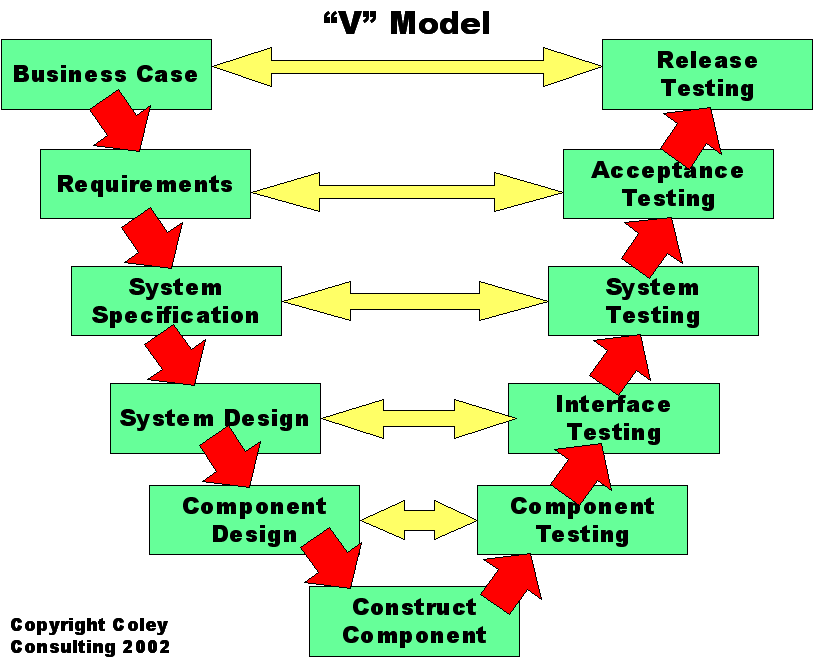 “V” Model
Business Case
Release
Testing
Requirements
Acceptance
Testing
System
Specification
System
Testing
System Design
Interface
Testing
Component
Design
Component
Testing
Construct
Component
Copyright Coley
Consulting 2002